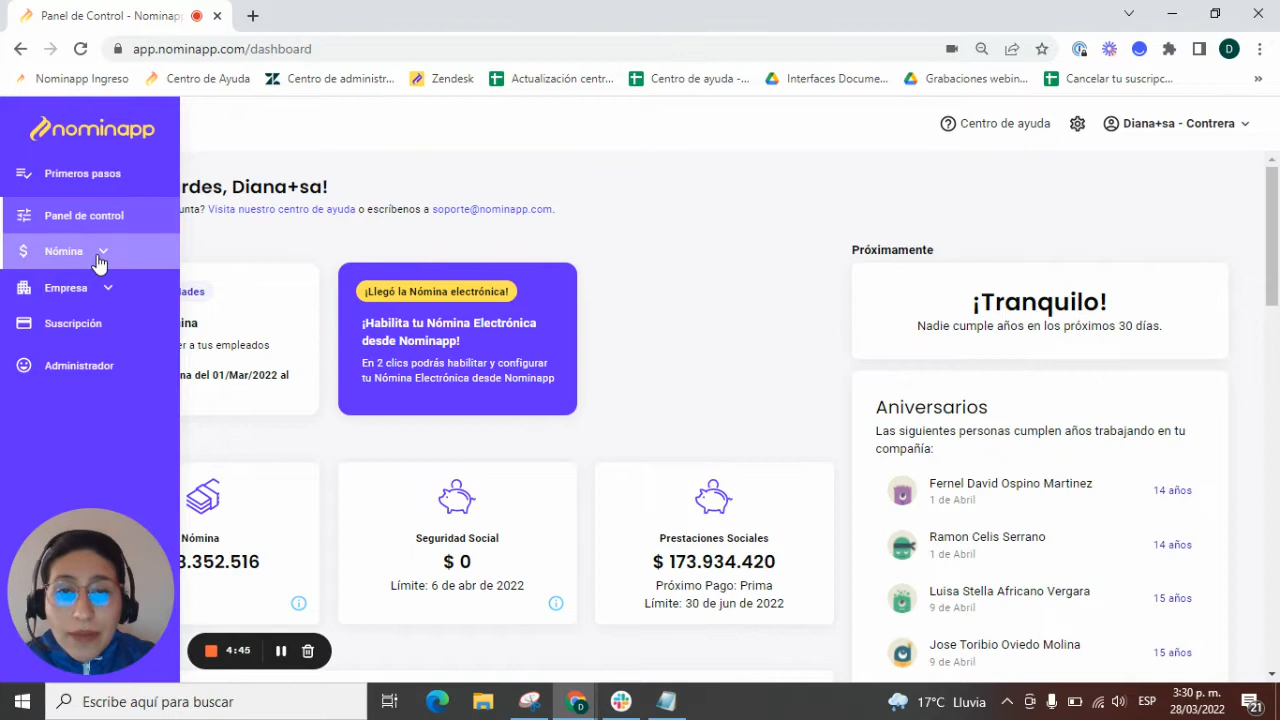 Panel de Control - Nominapp
app.nominapp.com/dashboard
D
Nominapp Ingreso
Centro de Ayuda
Centro de administr...
Zendesk
Actualización centr...
Centro de ayuda -...
Interfaces Docume...
Grabaciones webin...
Cancelar tu suscripc...
»
nominapp
Centro de ayuda
Diana+sa - Contrera
Primeros pasos
Panel de control
Nómina
Empresa
Suscripción
Administrador
rdes, Diana+sa!
unta? Visita nuestro centro de ayuda o escríbenos a soporte@nominapp.com.
dades
ina
er a tus empleados
na del 01/Mar/2022 al
¡Llegó la Nómina electrónica!
¡Habilita tu Nómina Electrónica
desde Nominapp!
En 2 clics podrás habilitar y configurar
tu Nómina Electrónica desde Nominapp
Próximamente
¡Tranquilo!
Nadie cumple años en los próximos 30 días.
Aniversarios
Las siguientes personas cumplen años trabajando en tu
compañía:
Fernel David Ospino Martinez
1 de Abril
14 años
Ramon Celis Serrano
1 de Abril
14 años
Luisa Stella Africano Vergara
9 de Abril
15 años
Jose Toribio Oviedo Molina
9 de Abril
15 años
Nómina
3.352.516
Seguridad Social
$ 0
Límite: 6 de abr de 2022
Prestaciones Sociales
$ 173.934.420
Próximo Pago: Prima
Límite: 30 de jun de 2022
4:45
Escribe aquí para buscar
17°C Lluvia
ESP
3:30 p. m.
28/03/2022
21